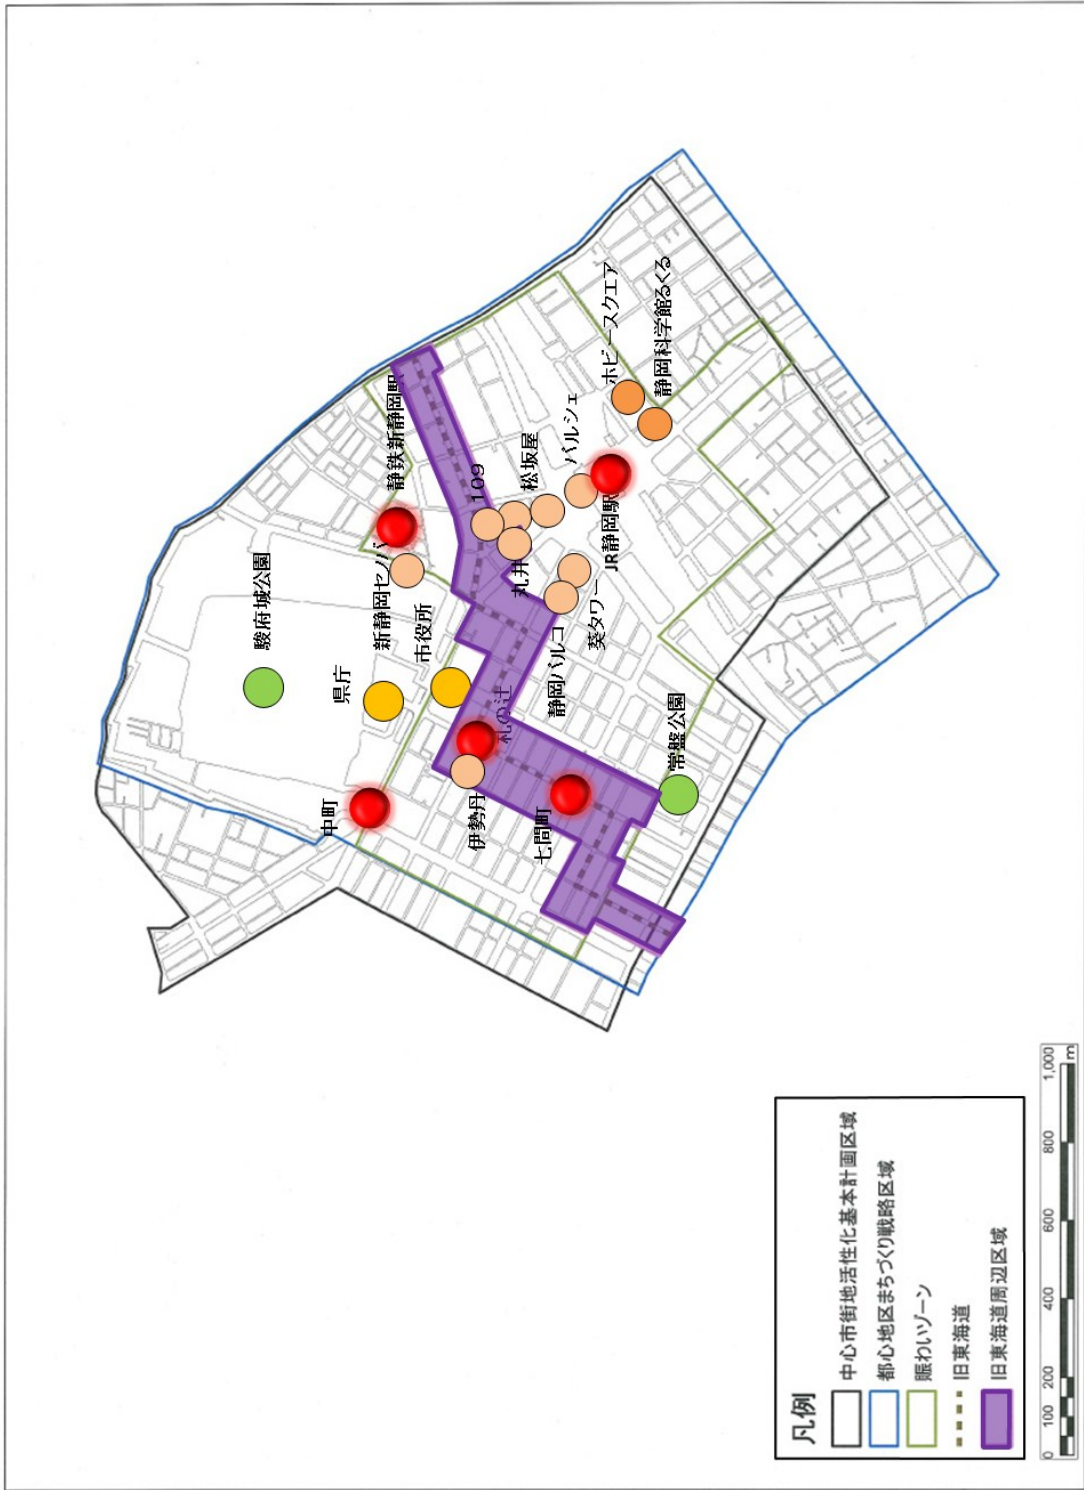 駿府城公園
県庁
中町
静鉄新静岡駅
新静岡セノバ
市役所
109
松坂屋
パルシェ
ホビースクエア
静岡科学館るくる
丸井
JR静岡駅
葵タワー
静岡パルコ
札の辻
伊勢丹
七間町
常盤公園
凡例
中心市街地活性化基本計画区域
都心地区まちづくり戦略区域
賑わいゾーン
旧東海道
旧東海道周辺区域
0 100 200 400 600 800 1,000
m